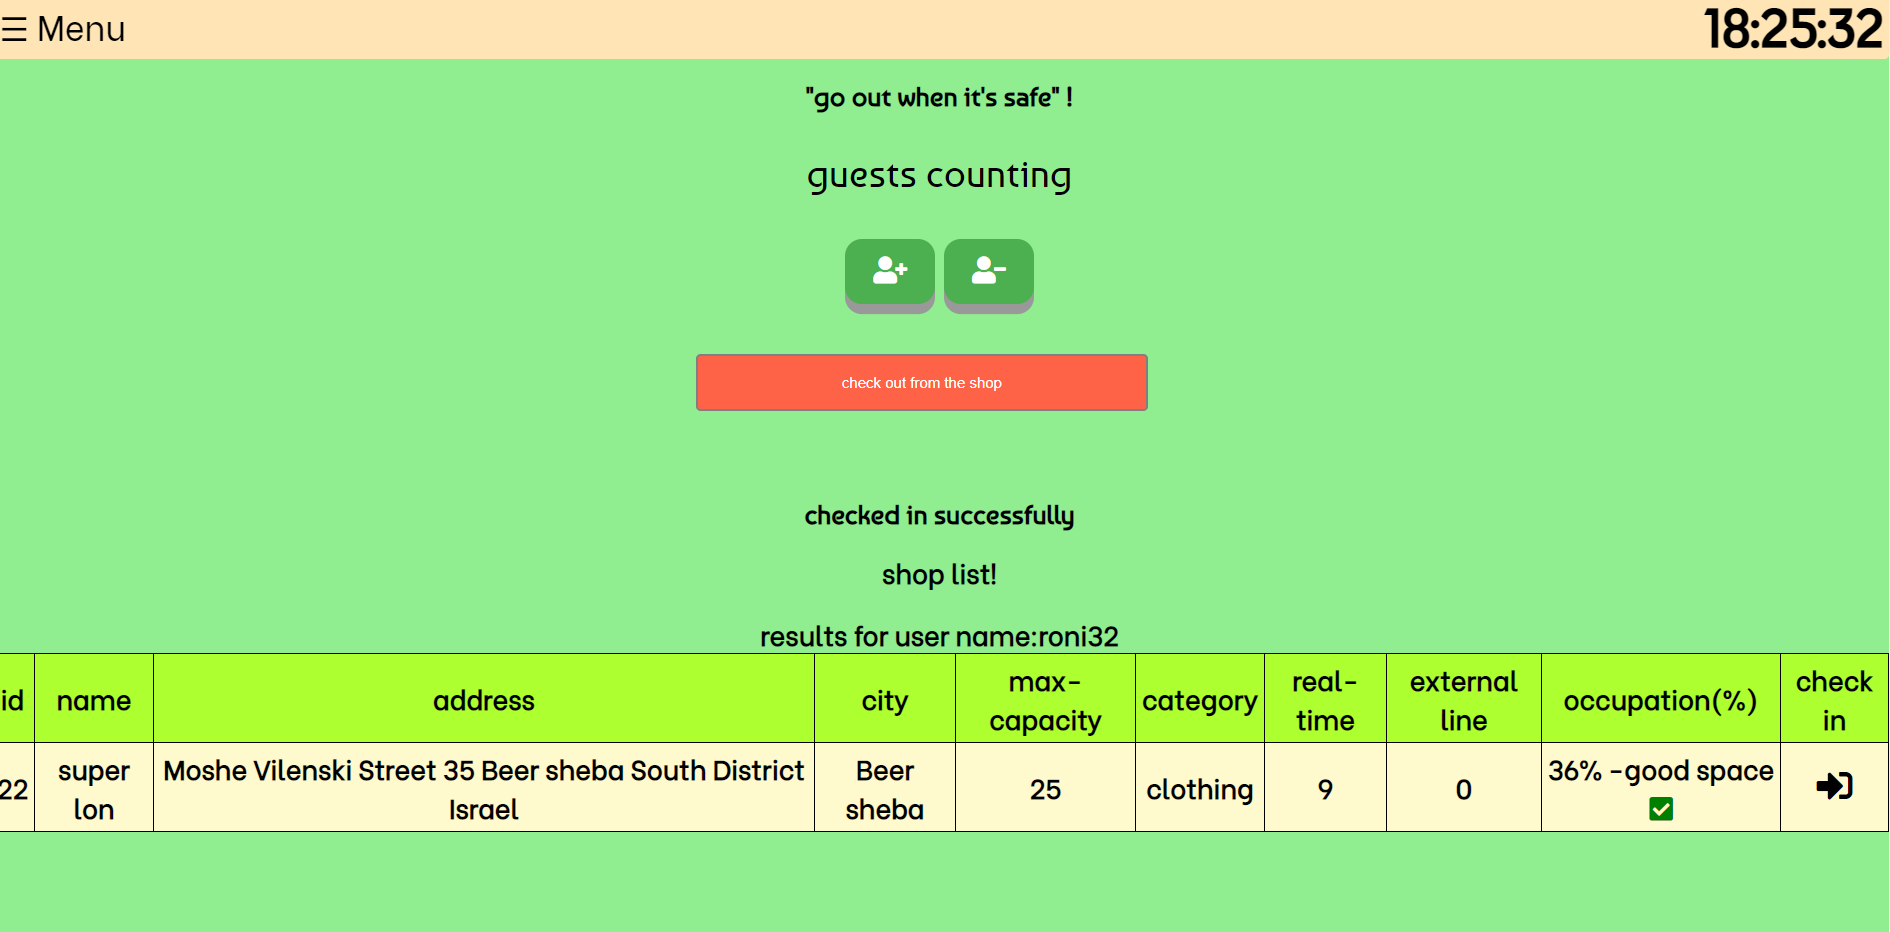 ☰ Menu
18:25:32
"go out when it's safe" !
guests counting
check out from the shop
checked in successfully
shop list!
results for user name:roni32
id name address city max-capacity category real-time external line occupation(%) check in
22 super lon Moshe Vilenski Street 35 Beer sheba South District Israel Beer sheba 25 clothing 9 0 36% -good space ✅